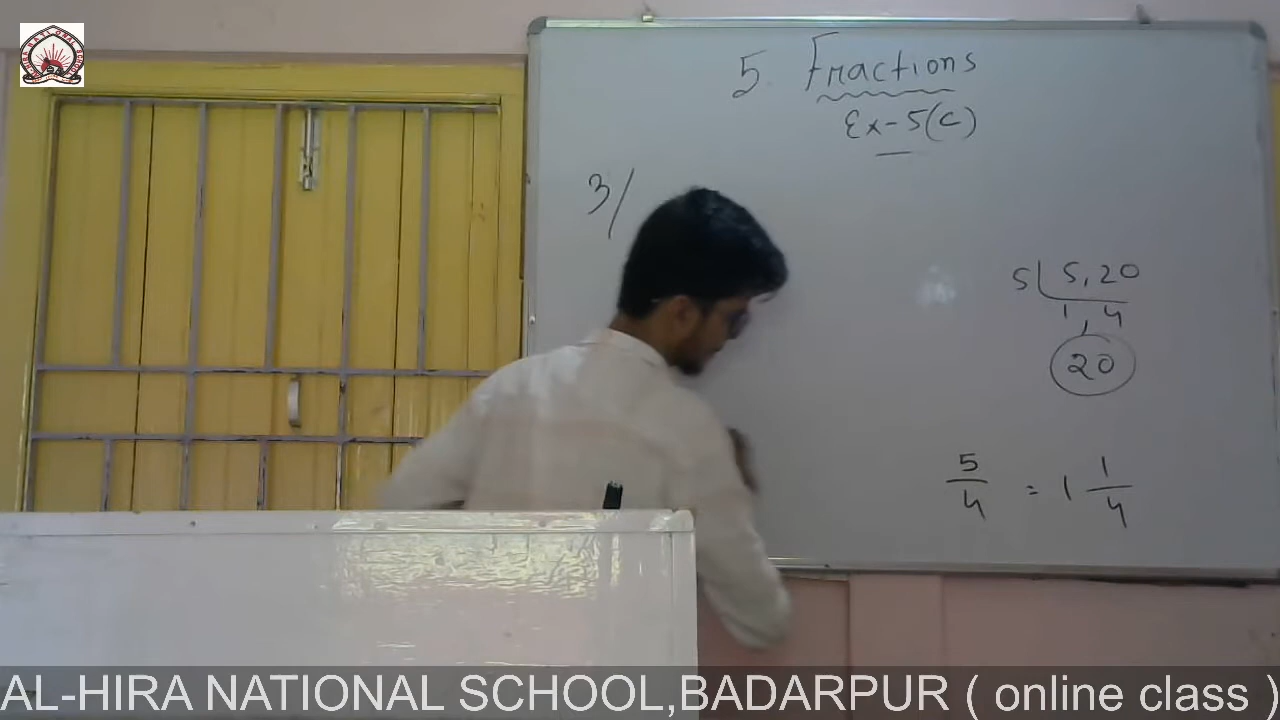 5 Fractions
Ex-5(c)
3/
5 | 5, 20
1, 4
20
5/4 = 1 1/4
AL-HIRA NATIONAL SCHOOL,BADARPUR ( online class )